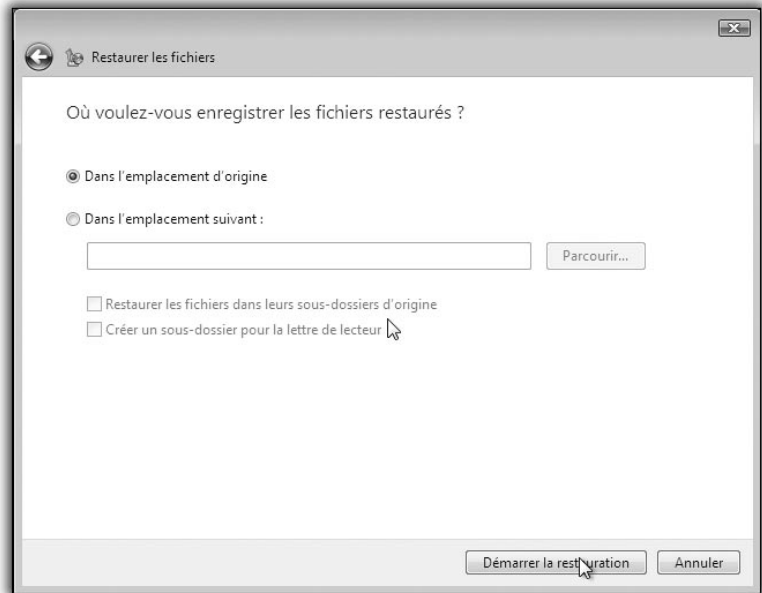 Restaurer les fichiers
Où voulez-vous enregistrer les fichiers restaurés ?
Dans l'emplacement d'origine
Dans l'emplacement suivant :
Parcourir...
Restaurer les fichiers dans leurs sous-dossiers d'origine
Créer un sous-dossier pour la lettre de lecteur
Démarrer la restauration
Annuler